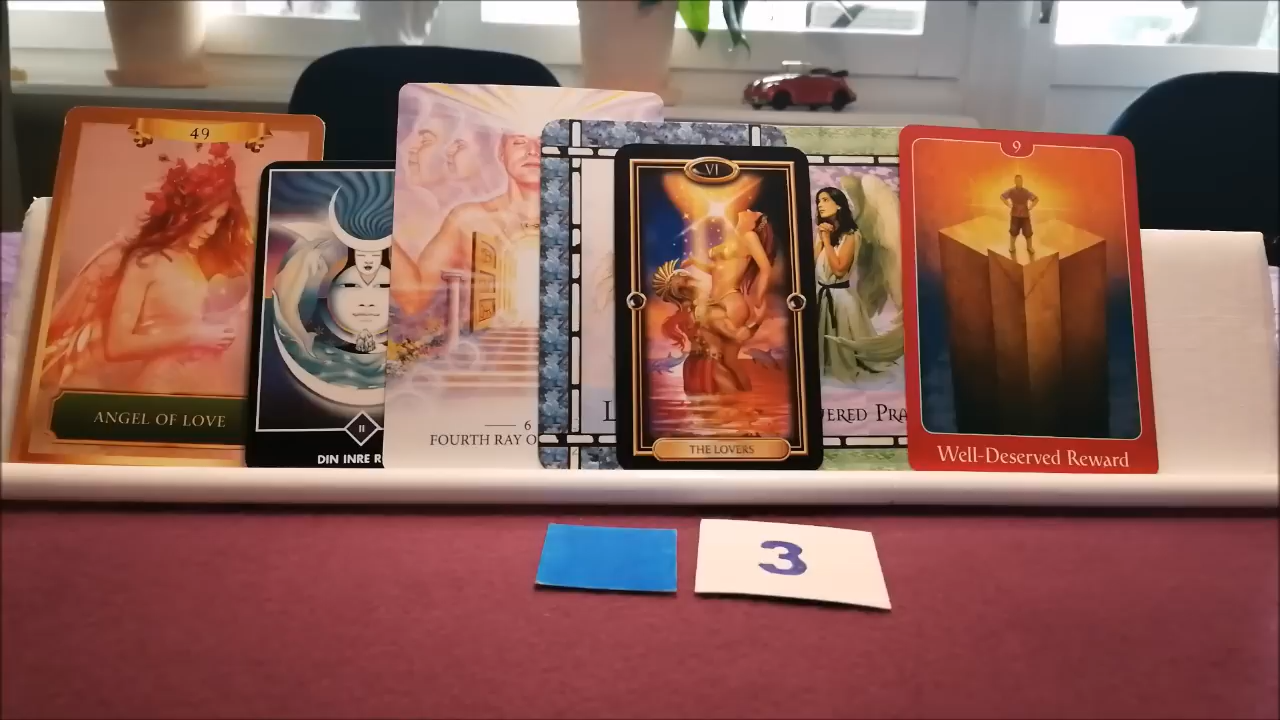 49
ANGEL OF LOVE
II
DIN INRE R
6
FOURTH RAY O
L
VI
THE LOVERS
ERED PRA
9
Well-Deserved Reward
3